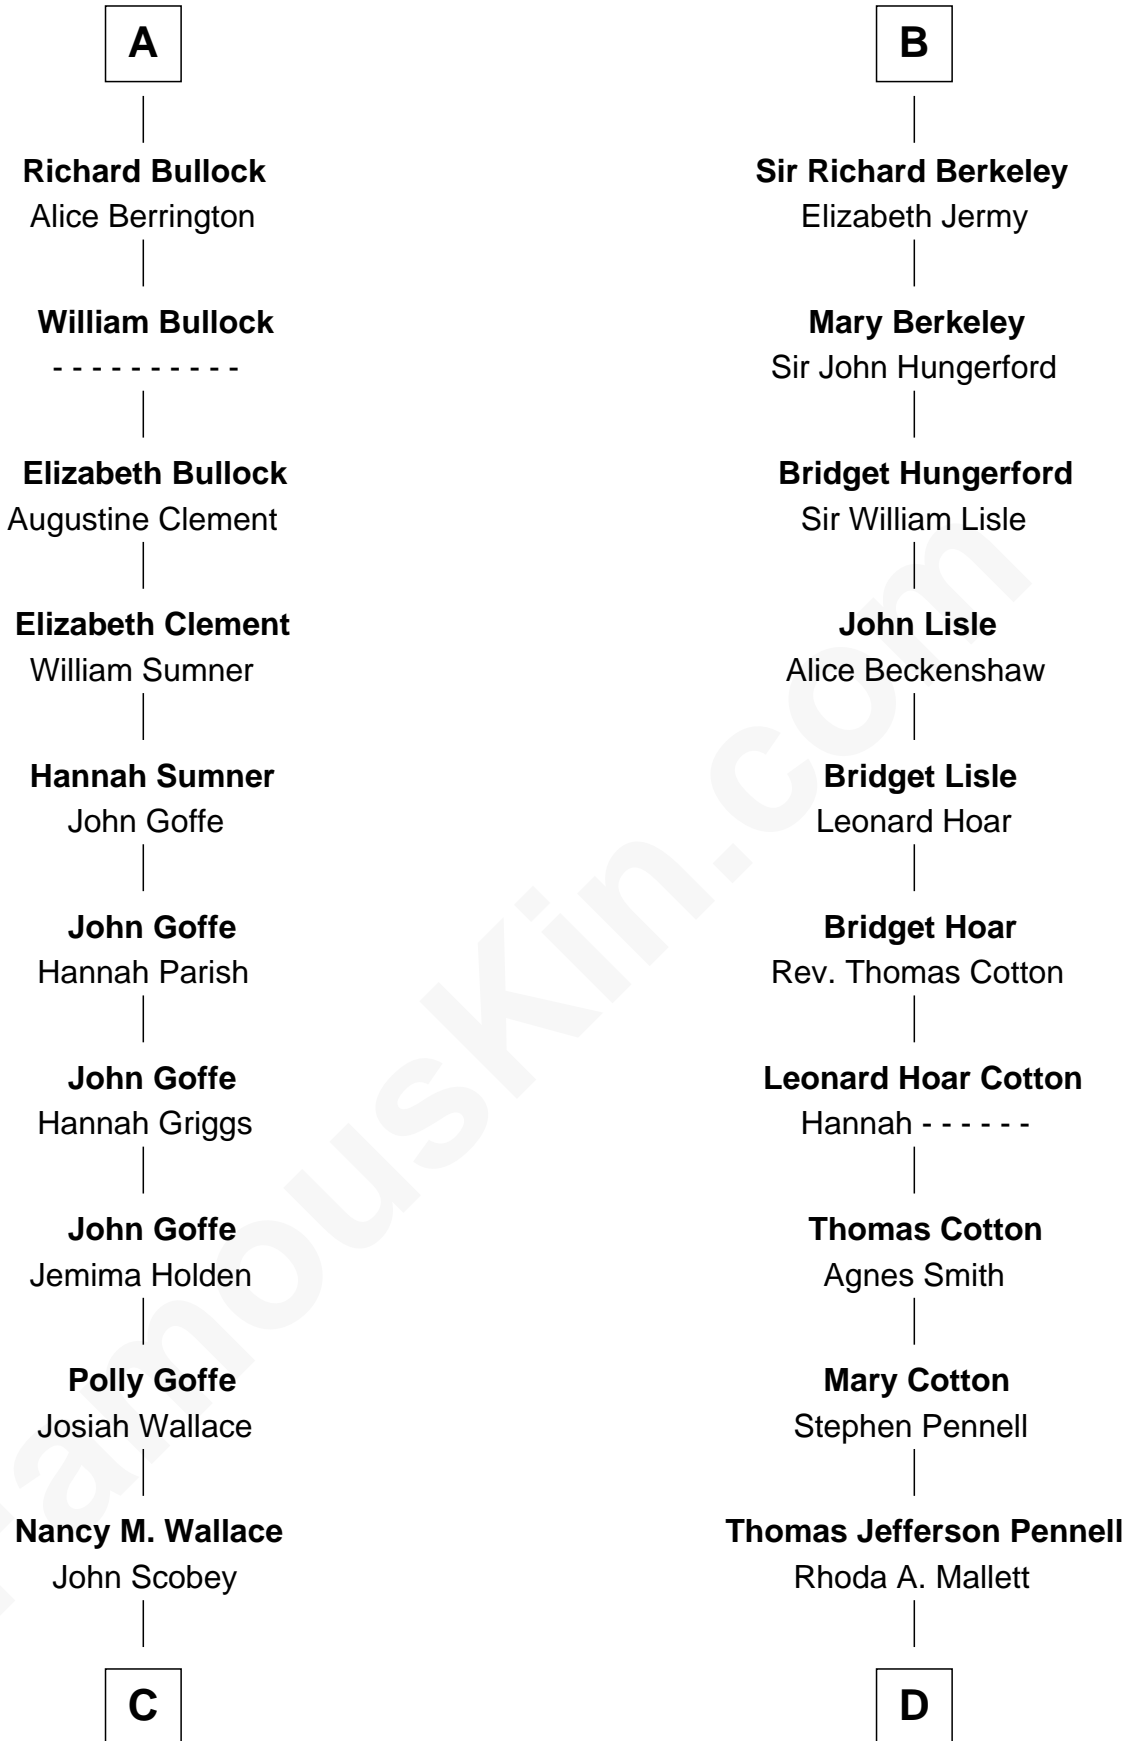 A
Richard Bullock
Alice Berrington
William Bullock
- - - - - - - - - -
Elizabeth Bullock
Augustine Clement
Elizabeth Clement
William Sumner
Hannah Sumner
John Goffe
John Goffe
Hannah Parish
John Goffe
Hannah Griggs
John Goffe
Jemima Holden
Polly Goffe
Josiah Wallace
Nancy M. Wallace
John Scobey
C
B
Sir Richard Berkeley
Elizabeth Jermy
Mary Berkeley
Sir John Hungerford
Bridget Hungerford
Sir William Lisle
John Lisle
Alice Beckenshaw
Bridget Lisle
Leonard Hoar
Bridget Hoar
Rev. Thomas Cotton
Leonard Hoar Cotton
Hannah - - - - - -
Thomas Cotton
Agnes Smith
Mary Cotton
Stephen Pennell
Thomas Jefferson Pennell
Rhoda A. Mallett
D
FamousKin.com